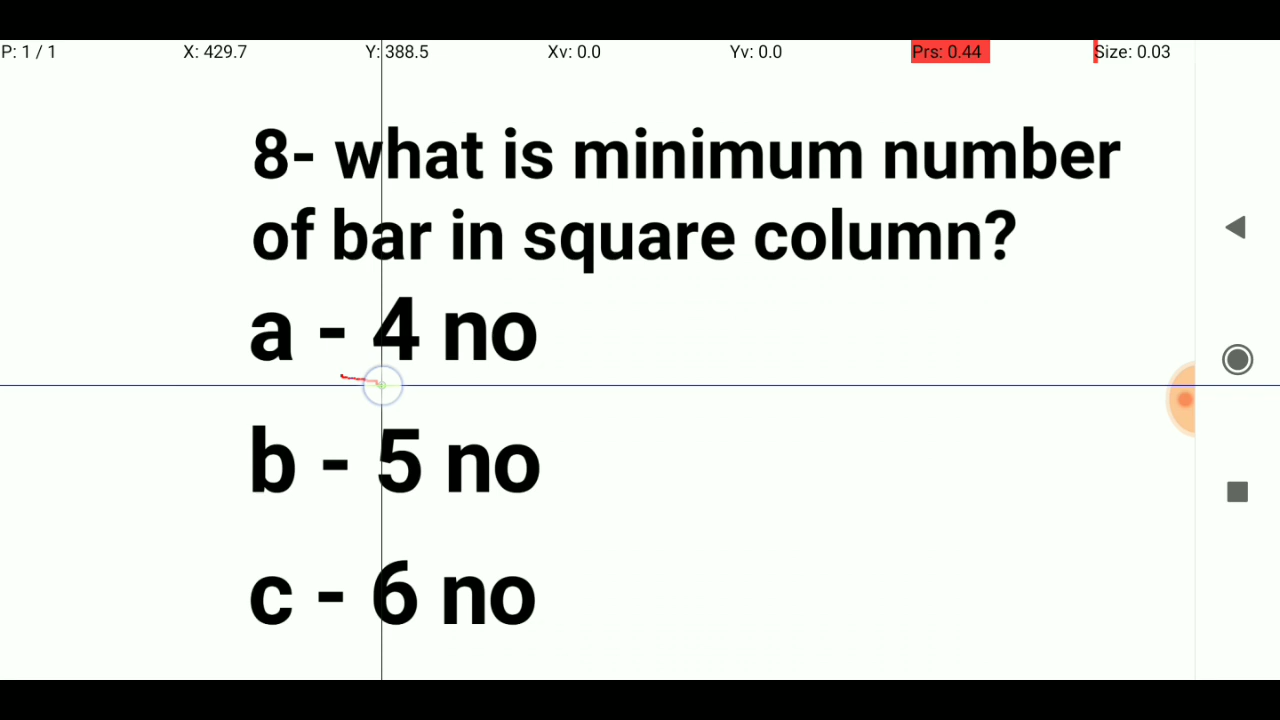 P: 1 / 1 X: 429.7 Y: 388.5 Xv: 0.0 Yv: 0.0 Prs: 0.44 Size: 0.03
8- what is minimum number
of bar in square column?
a - 4 no
b - 5 no
c - 6 no